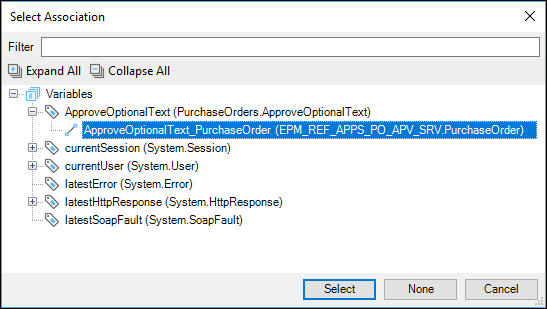 Select Association
Filter
Expand All Collapse All
Variables
ApproveOptionalText (PurchaseOrders.ApproveOptionalText)
ApproveOptionalText_PurchaseOrder (EPM_REF_APPS_PO_APV_SRV.PurchaseOrder)
currentSession (System.Session)
currentUser (System.User)
latestError (System.Error)
latestHttpResponse (System.HttpResponse)
latestSoapFault (System.SoapFault)
Select None Cancel